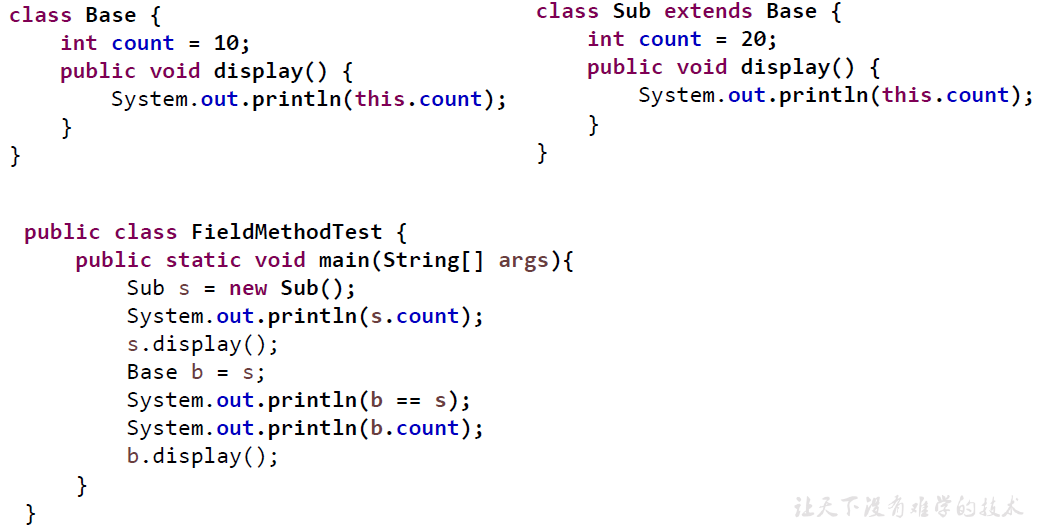 class Base {
    int count = 10;
    public void display() {
        System.out.println(this.count);
    }
}
class Sub extends Base {
    int count = 20;
    public void display() {
        System.out.println(this.count);
    }
}
public class FieldMethodTest {
    public static void main(String[] args){
        Sub s = new Sub();
        System.out.println(s.count);
        s.display();
        Base b = s;
        System.out.println(b == s);
        System.out.println(b.count);
        b.display();
    }
}
让天下没有难学的技术